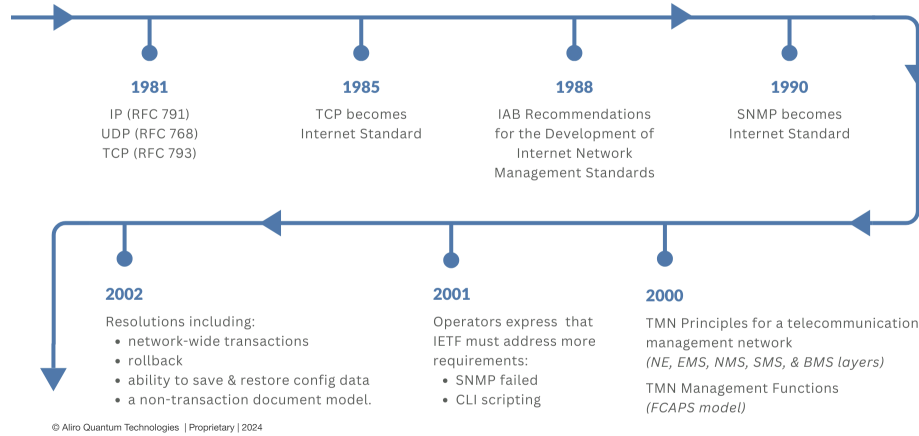 1981
IP (RFC 791)
UDP (RFC 768)
TCP (RFC 793)
1985
TCP becomes
Internet Standard
1988
IAB Recommendations
for the Development of
Internet Network
Management Standards
1990
SNMP becomes
Internet Standard
2000
TMN Principles for a telecommunication
management network
(NE, EMS, NMS, SMS, & BMS layers)
TMN Management Functions
(FCAPS model)
2001
Operators express that
IETF must address more
requirements:
• SNMP failed
• CLI scripting
2002
Resolutions including:
• network-wide transactions
• rollback
• ability to save & restore config data
• a non-transaction document model.
© Aliro Quantum Technologies | Proprietary | 2024